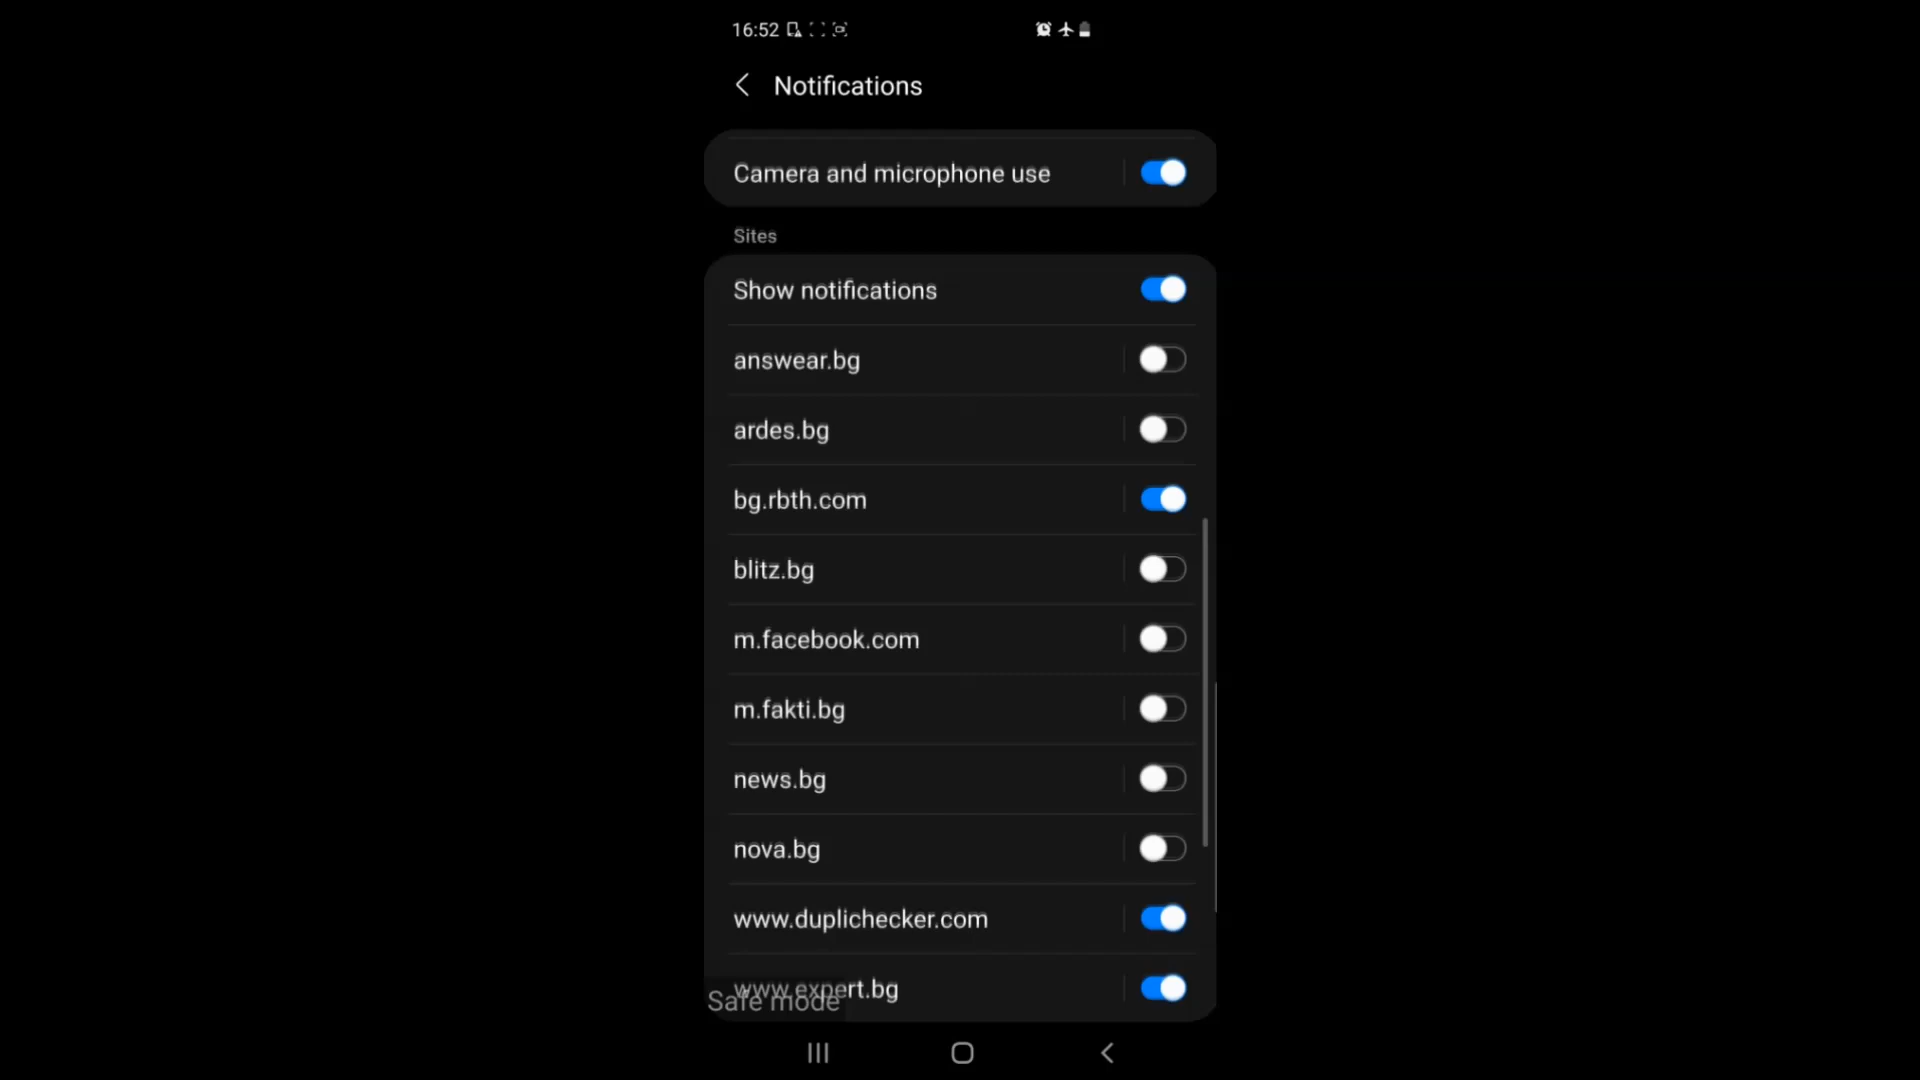 16:52
Notifications
Camera and microphone use
Sites
Show notifications
answear.bg
ardes.bg
bg.rbth.com
blitz.bg
m.facebook.com
m.fakti.bg
news.bg
nova.bg
www.duplichecker.com
www.expert.bg
Safe mode